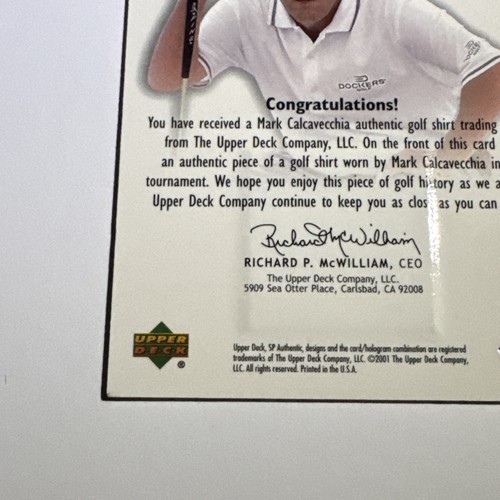 DOCKERS
Congratulations!
You have received a Mark Calcavecchia authentic golf shirt trading
from The Upper Deck Company, LLC. On the front of this card
an authentic piece of a golf shirt worn by Mark Calcavecchia in
tournament. We hope you enjoy this piece of golf history as we a
Upper Deck Company continue to keep you as close as you can
Richard McWilliam
RICHARD P. McWILLIAM, CEO
The Upper Deck Company, LLC.
5909 Sea Otter Place, Carlsbad, CA 92008
UPPER
DECK
®
Upper Deck, SP Authentic, designs and the card/hologram combination are registered
trademarks of The Upper Deck Company, LLC. ©2001 The Upper Deck Company,
LLC. All rights reserved. Printed in the U.S.A.